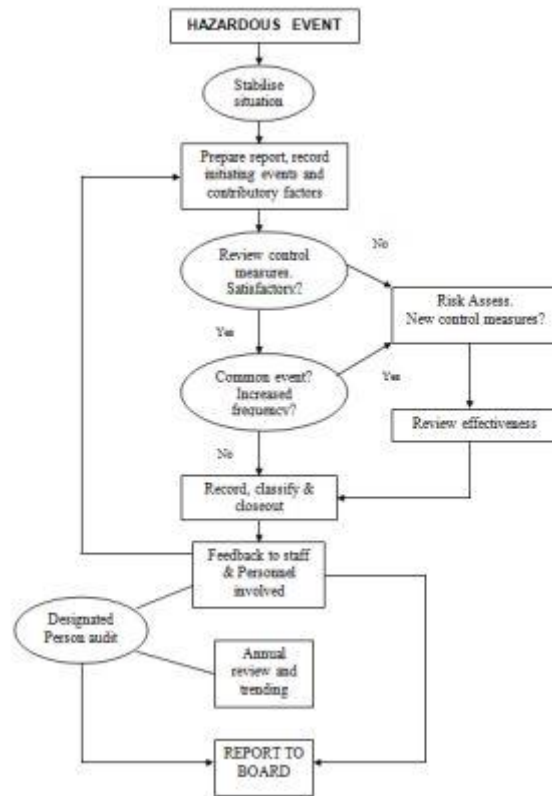 HAZARDOUS EVENT
Stabilise
situation
Prepare report, record
initiating events and
contributory factors
No
Review control
measures.
Satisfactory?
Risk Assess.
New control measures?
Yes
Common event?
Increased
frequency?
Yes
Review effectiveness
No
Record, classify &
closeout
Feedback to staff
& Personnel
involved
Designated
Person audit
Annual
review and
trending
REPORT TO
BOARD